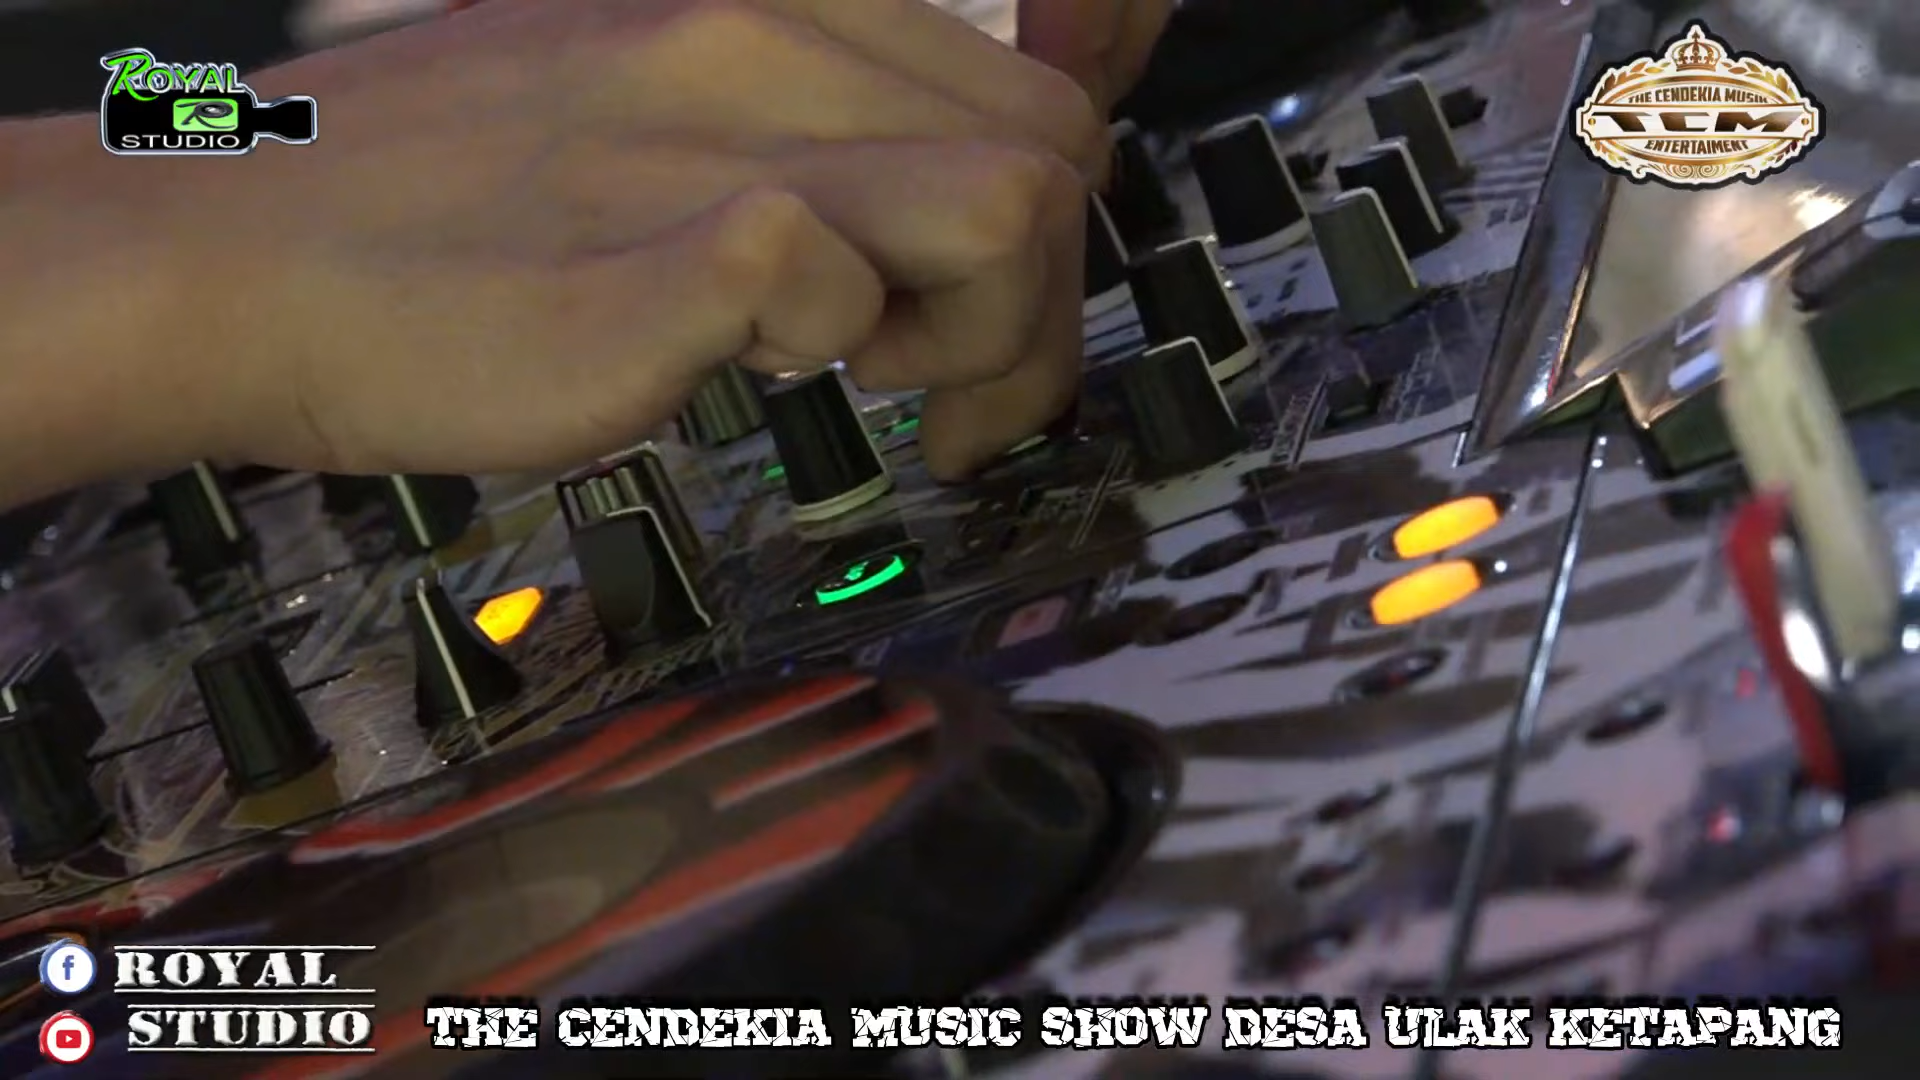 ROYAL
R
STUDIO
THE CENDEKIA MUSIK
TCM
ENTERTAIMENT
ROYAL
STUDIO
THE CENDEKIA MUSIC SHOW DESA ULAK KETAPANG